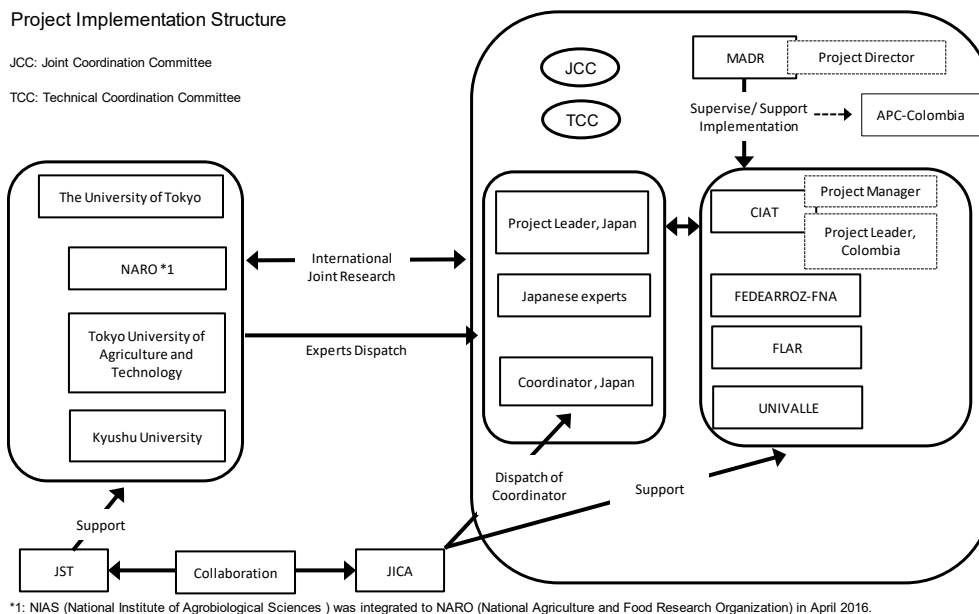 Project Implementation Structure
JCC: Joint Coordination Committee
TCC: Technical Coordination Committee
JCC
TCC
MADR
Project Director
Supervise/ Support
Implementation
APC-Colombia
The University of Tokyo
NARO *1
Tokyo University of
Agriculture and
Technology
Kyushu University
International
Joint Research
Experts Dispatch
Project Leader, Japan
Japanese experts
Coordinator, Japan
CIAT
Project Manager
Project Leader,
Colombia
FEDEARROZ-FNA
FLAR
UNIVALLE
Dispatch of
Coordinator
Support
Support
JST
Collaboration
JICA
*1: NIAS (National Institute of Agrobiological Sciences ) was integrated to NARO (National Agriculture and Food Research Organization) in April 2016.